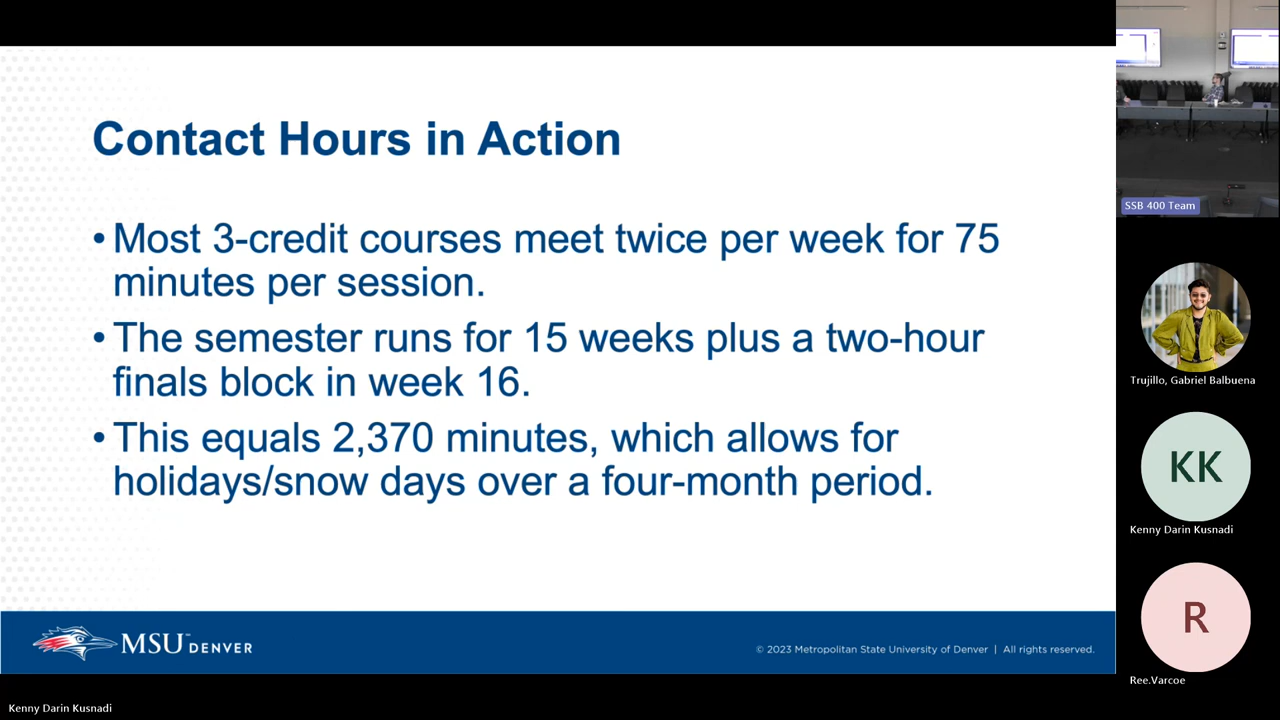 Contact Hours in Action
• Most 3-credit courses meet twice per week for 75
minutes per session.
• The semester runs for 15 weeks plus a two-hour
finals block in week 16.
• This equals 2,370 minutes, which allows for
holidays/snow days over a four-month period.
MSU DENVER
© 2023 Metropolitan State University of Denver | All rights reserved.
SSB 400 Team
Trujillo, Gabriel Balbuena
KK
Kenny Darin Kusnadi
R
Ree.Varcoe
Kenny Darin Kusnadi